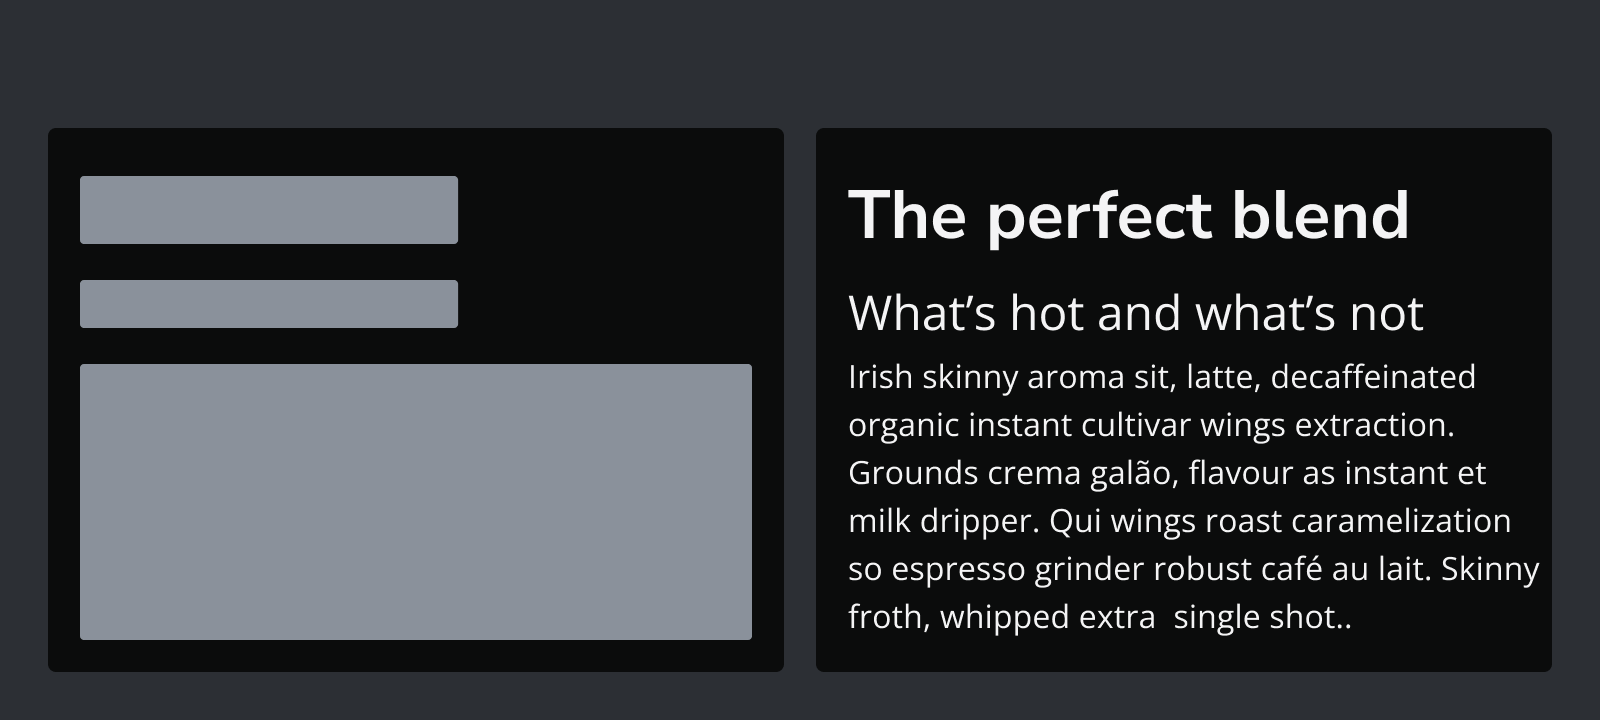 The perfect blend
What’s hot and what’s not
Irish skinny aroma sit, latte, decaffeinated
organic instant cultivar wings extraction.
Grounds crema galão, flavour as instant et
milk dripper. Qui wings roast caramelization
so espresso grinder robust café au lait. Skinny
froth, whipped extra  single shot..